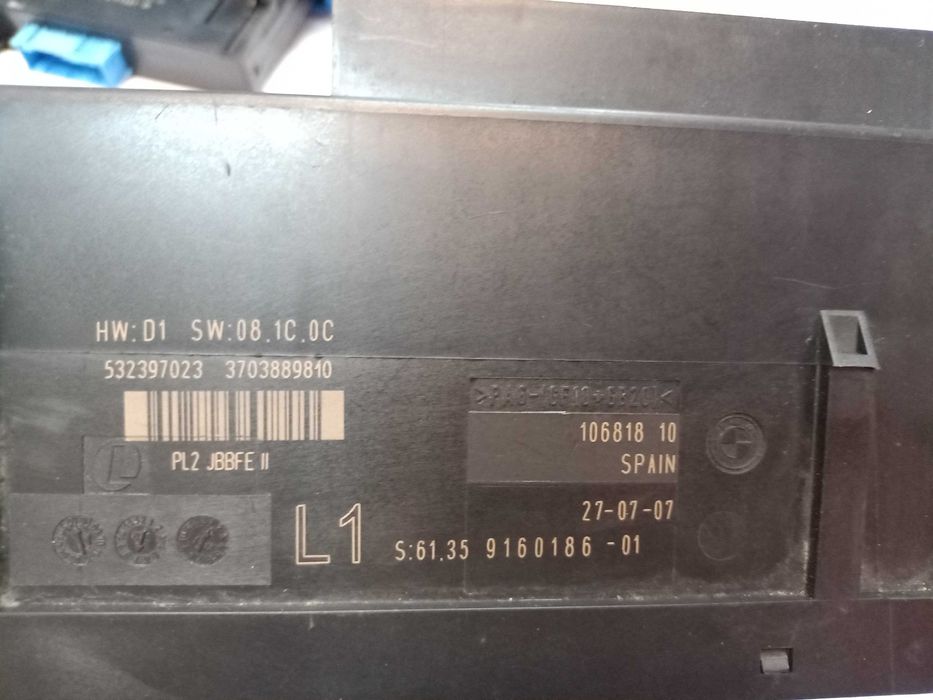 HW:D1 SW:08.1C.0C
532397023 3703889810
PL2 JBBFE II
106818 10
SPAIN
27-07-07
L1
S:61.35 9160186 -01